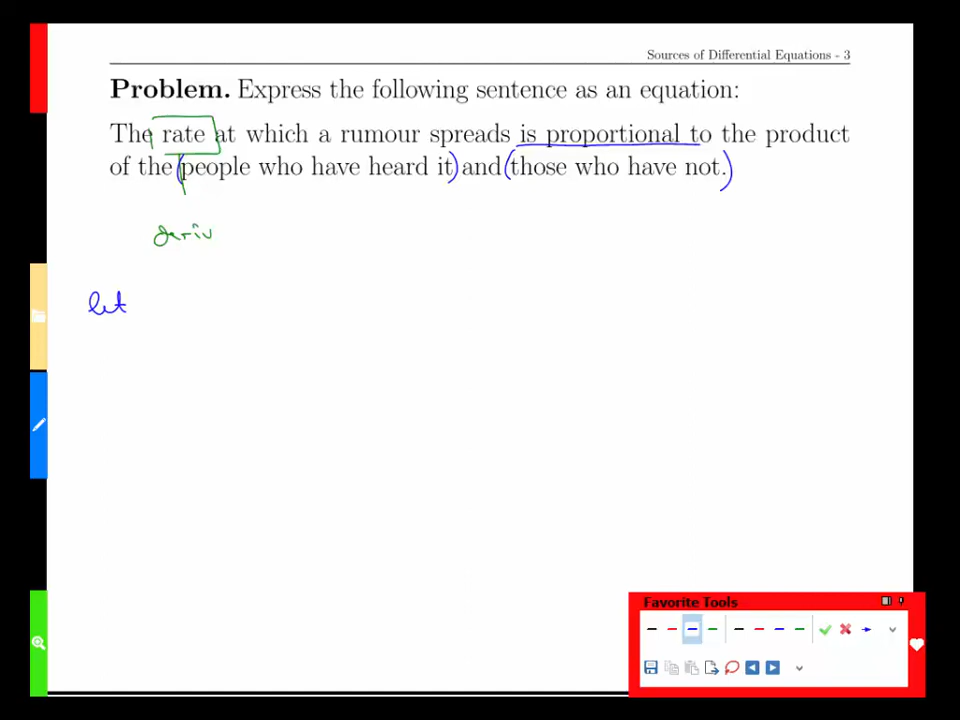 Sources of Differential Equations - 3
Problem. Express the following sentence as an equation:
The rate at which a rumour spreads is proportional to the product
of the people who have heard it and those who have not.
deriv
let
Favorite Tools